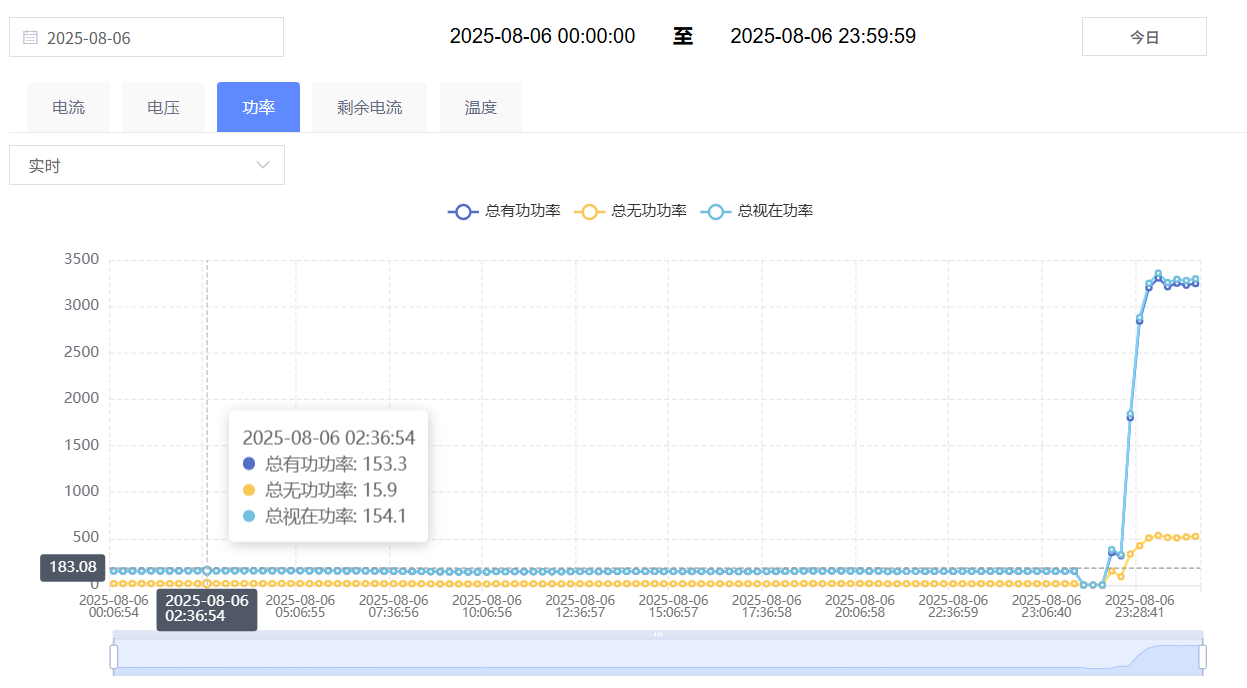 2025-08-06
2025-08-06 00:00:00 至 2025-08-06 23:59:59
今日
电流 电压 功率 剩余电流 温度
实时
总有功功率 总无功功率 总视在功率
3500
3000
2500
2000
1500
1000
500
0
183.08
2025-08-06 02:36:54
总有功功率: 153.3
总无功功率: 15.9
总视在功率: 154.1
2025-08-06 2025-08-06 2025-08-06 2025-08-06 2025-08-06 2025-08-06 2025-08-06 2025-08-06 2025-08-06 2025-08-06 2025-08-06 2025-08-06
00:06:54 02:36:54 05:06:55 07:36:56 10:06:56 12:36:57 15:06:57 17:36:58 20:06:58 22:36:59 23:06:40 23:28:41